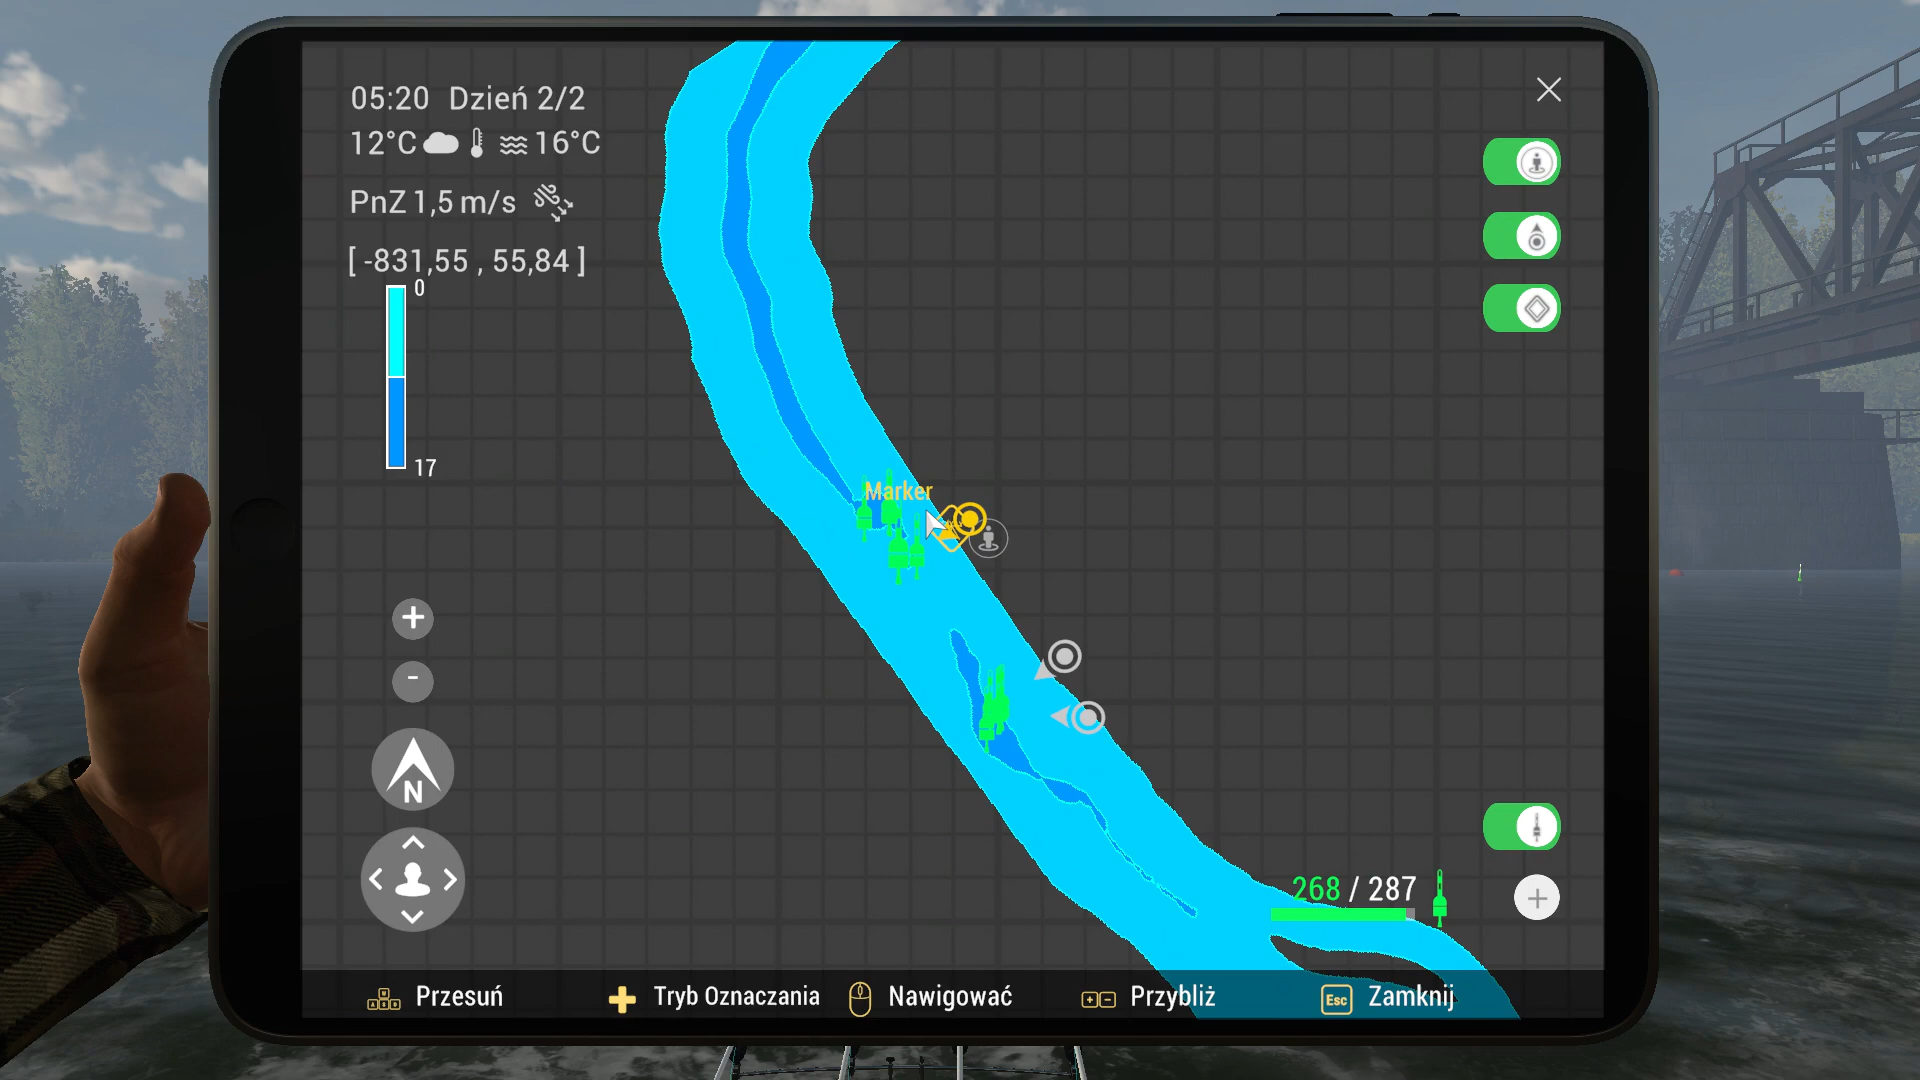 05:20 Dzień 2/2
12°C 16°C
PnZ 1,5 m/s
[ -831,55 , 55,84 ]
0
17
Marker
+
-
N
268 / 287
Przesuń
Tryb Oznaczania
Nawigować
Przybliż
Esc Zamknij